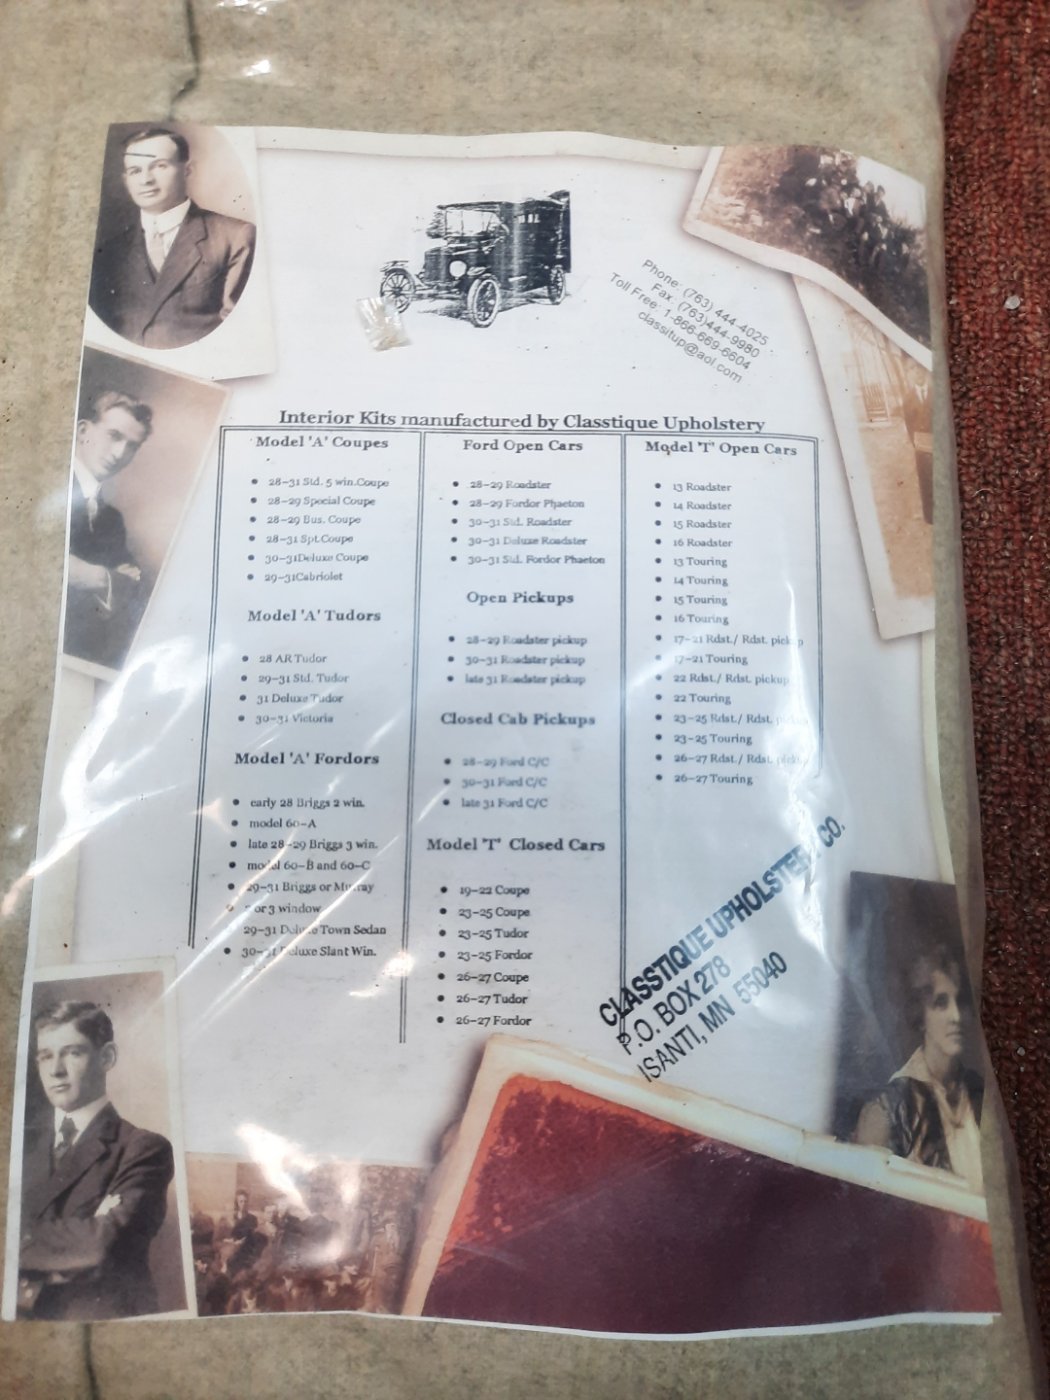 Phone: (763) 444-4025
Fax: (763)444-9980
Toll Free: 1-866-669-6604
classitup@aol.com
Interior Kits manufactured by Classtique Upholstery
Model 'A' Coupes
28-31 Std. 5 win.Coupe
28-29 Special Coupe
28-29 Bus. Coupe
28-31 Spt.Coupe
30-31Deluxe Coupe
29-31Cabriolet
Model 'A' Tudors
28 AR Tudor
29-31 Std. Tudor
31 Deluxe Tudor
30-31 Victoria
Model 'A' Fordors
early 28 Briggs 2 win.
model 60-A
late 28-29 Briggs 3 win.
model 60-B and 60-C
29-31 Briggs or Murray
2 or 3 window
29-31 Deluxe Town Sedan
30-31 Deluxe Slant Win.
Ford Open Cars
28-29 Roadster
28-29 Fordor Phaeton
30-31 Std. Roadster
30-31 Deluxe Roadster
30-31 Std. Fordor Phaeton
Open Pickups
28-29 Roadster pickup
30-31 Roadster pickup
late 31 Roadster pickup
Closed Cab Pickups
28-29 Ford C/C
30-31 Ford C/C
late 31 Ford C/C
Model 'T' Closed Cars
19-22 Coupe
23-25 Coupe
23-25 Tudor
23-25 Fordor
26-27 Coupe
26-27 Tudor
26-27 Fordor
Model 'T' Open Cars
13 Roadster
14 Roadster
15 Roadster
16 Roadster
13 Touring
14 Touring
15 Touring
16 Touring
17-21 Rdst./ Rdst. pickup
17-21 Touring
22 Rdst./ Rdst. pickup
22 Touring
23-25 Rdst./ Rdst. pickup
23-25 Touring
26-27 Rdst./ Rdst. pickup
26-27 Touring
CLASSTIQUE UPHOLSTERY CO.
P.O. BOX 278
ISANTI, MN 55040